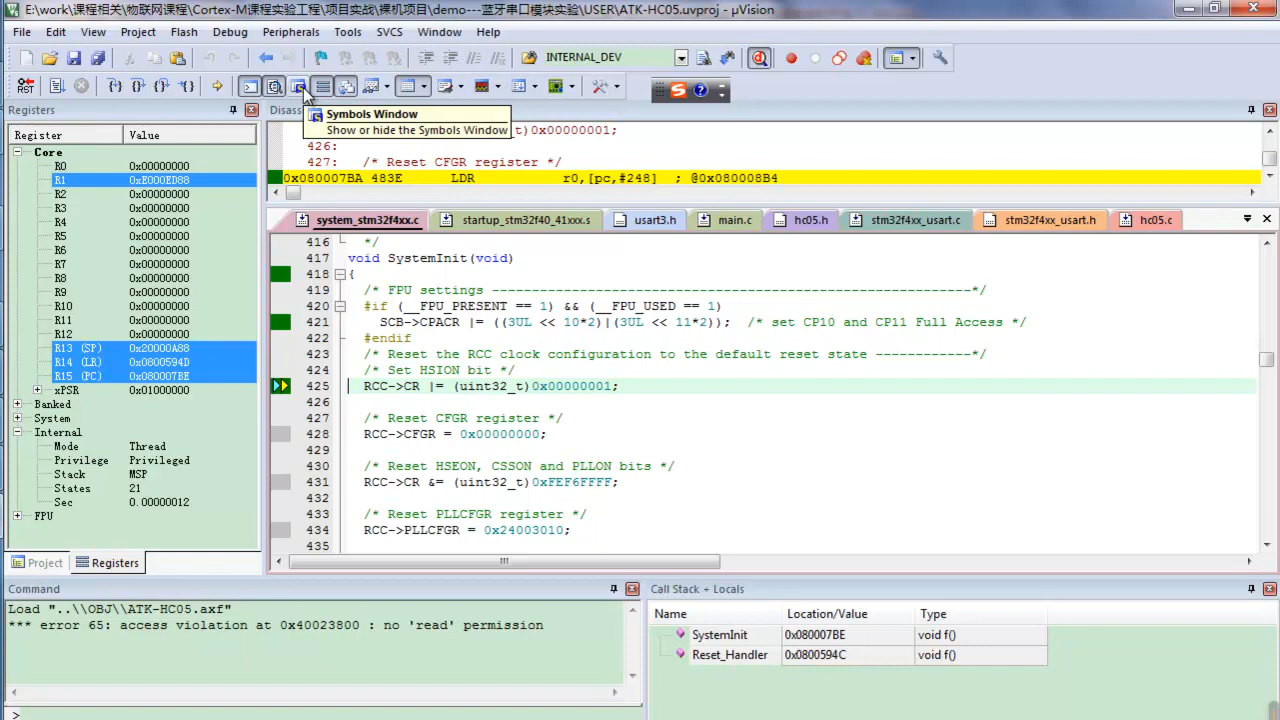 E:\work\课程相关\物联网课程\Cortex-M课程实验工程\项目实战\裸机项目\demo---蓝牙串口模块实验\USER\ATK-HC05.uvproj - µVision
File Edit View Project Flash Debug Peripherals Tools SVCS Window Help
INTERNAL_DEV
RST
Registers
Register Value
Core
R0 0x00000000
R1 0xE000ED88
R2 0x00000000
R3 0x00000000
R4 0x00000000
R5 0x00000000
R6 0x00000000
R7 0x00000000
R8 0x00000000
R9 0x00000000
R10 0x00000000
R11 0x00000000
R12 0x00000000
R13 (SP) 0x20000A88
R14 (LR) 0x0800594D
R15 (PC) 0x080007BE
xPSR 0x01000000
Banked
System
Internal
Mode Thread
Privilege Privileged
Stack MSP
States 21
Sec 0.00000012
FPU
Project Registers
Disass
Symbols Window
Show or hide the Symbols Window
t)0x00000001;
426:
427: /* Reset CFGR register */
0x080007BA 483E LDR r0,[pc,#248] ; @0x080008B4
system_stm32f4xx.c startup_stm32f40_41xxx.s usart3.h main.c hc05.h stm32f4xx_usart.c stm32f4xx_usart.h hc05.c
416 */
417 void SystemInit(void)
418 {
419 /* FPU settings ------------------------------------------------------------*/
420 #if (__FPU_PRESENT == 1) && (__FPU_USED == 1)
421 SCB->CPACR |= ((3UL << 10*2)|(3UL << 11*2)); /* set CP10 and CP11 Full Access */
422 #endif
423 /* Reset the RCC clock configuration to the default reset state ------------*/
424 /* Set HSION bit */
425 RCC->CR |= (uint32_t)0x00000001;
426
427 /* Reset CFGR register */
428 RCC->CFGR = 0x00000000;
429
430 /* Reset HSEON, CSSON and PLLON bits */
431 RCC->CR &= (uint32_t)0xFEF6FFFF;
432
433 /* Reset PLLCFGR register */
434 RCC->PLLCFGR = 0x24003010;
435
Command
Load "..\\OBJ\\ATK-HC05.axf"
*** error 65: access violation at 0x40023800 : no 'read' permission
>
Call Stack + Locals
Name Location/Value Type
SystemInit 0x080007BE void f()
Reset_Handler 0x0800594C void f()